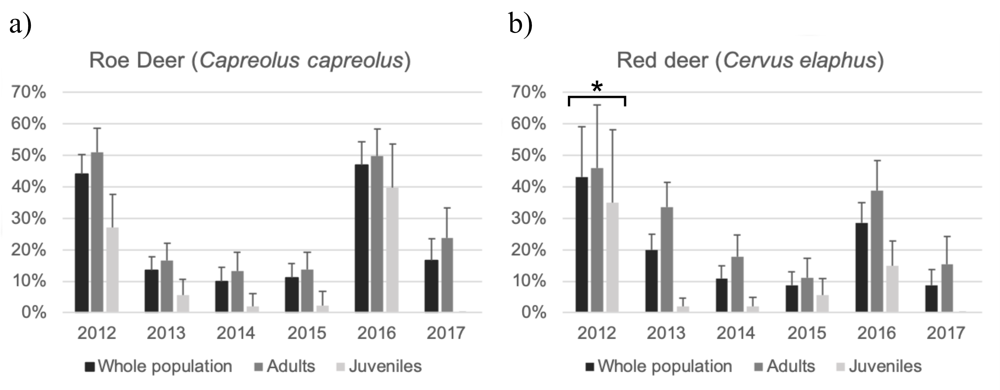 a)
Roe Deer (Capreolus capreolus)
70%
60%
50%
40%
30%
20%
10%
0%
2012 2013 2014 2015 2016 2017
Whole population Adults Juveniles
b)
Red deer (Cervus elaphus)
*
70%
60%
50%
40%
30%
20%
10%
0%
2012 2013 2014 2015 2016 2017
Whole population Adults Juveniles